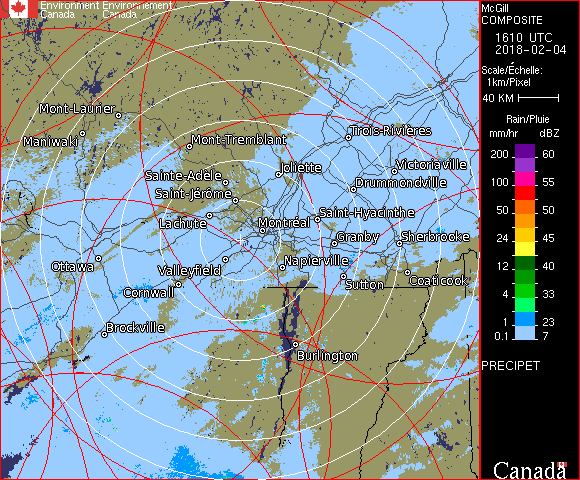 Environment Environnement
Canada Canada
McGill
COMPOSITE
1610 UTC
2018-02-04
Scale/Échelle:
1km/Pixel
40 KM
Rain/Pluie
mm/hr dBZ
200 60
100 55
50 50
24 45
12 40
4 33
1 23
0.1 7
PRECIPET
Canada
Mont-Laurier
Maniwaki
Mont-Tremblant
Trois-Rivières
Sainte-Adèle
Joliette
Victoriaville
Saint-Jérôme
Drummondville
Lachute
Montréal
Saint-Hyacinthe
Granby
Sherbrooke
Ottawa
Valleyfield
Napierville
Cornwall
Sutton
Coaticook
Brockville
Burlington